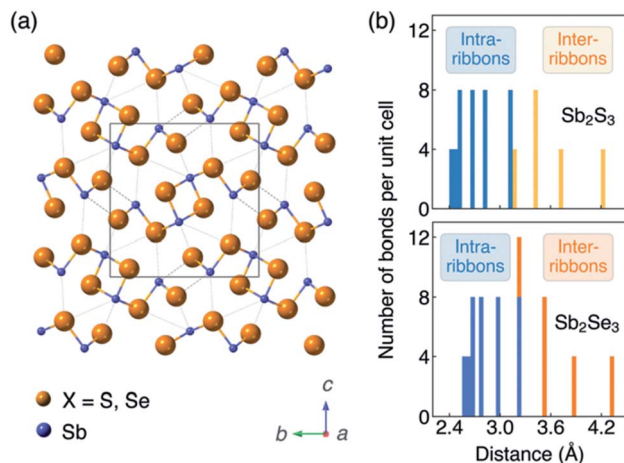 (a)
X = S, Se
Sb
c
b
a
(b)
Number of bonds per unit cell
12
8
4
0
Intra-
ribbons
Inter-
ribbons
Sb₂S₃
12
8
4
0
Intra-
ribbons
Inter-
ribbons
Sb₂Se₃
2.4 3.0 3.6 4.2
Distance (Å)